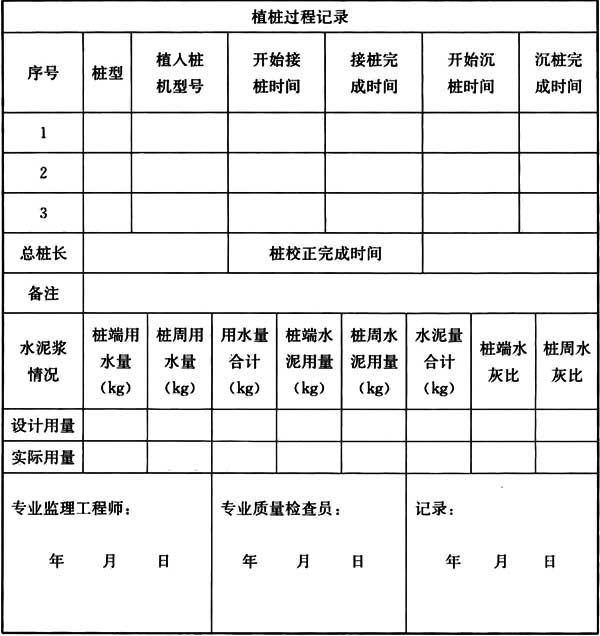 植桩过程记录
序号
桩型
植人桩
机型号
开始接
桩时间
接桩完
成时间
开始沉
桩时间
沉桩完
成时间
1
2
3
总桩长
桩校正完成时间
备注
水泥浆
情况
桩端用
水量
（kg）
桩周用
水量
（kg）
用水量
合计
（kg）
桩端水
泥用量
（kg）
桩周水
泥用量
（kg）
水泥量
合计
（kg）
桩端水
灰比
桩周水
灰比
设计用量
实际用量
专业监理工程师：
年 月 日
专业质量检查员：
年 月 日
记录：
年 月 日